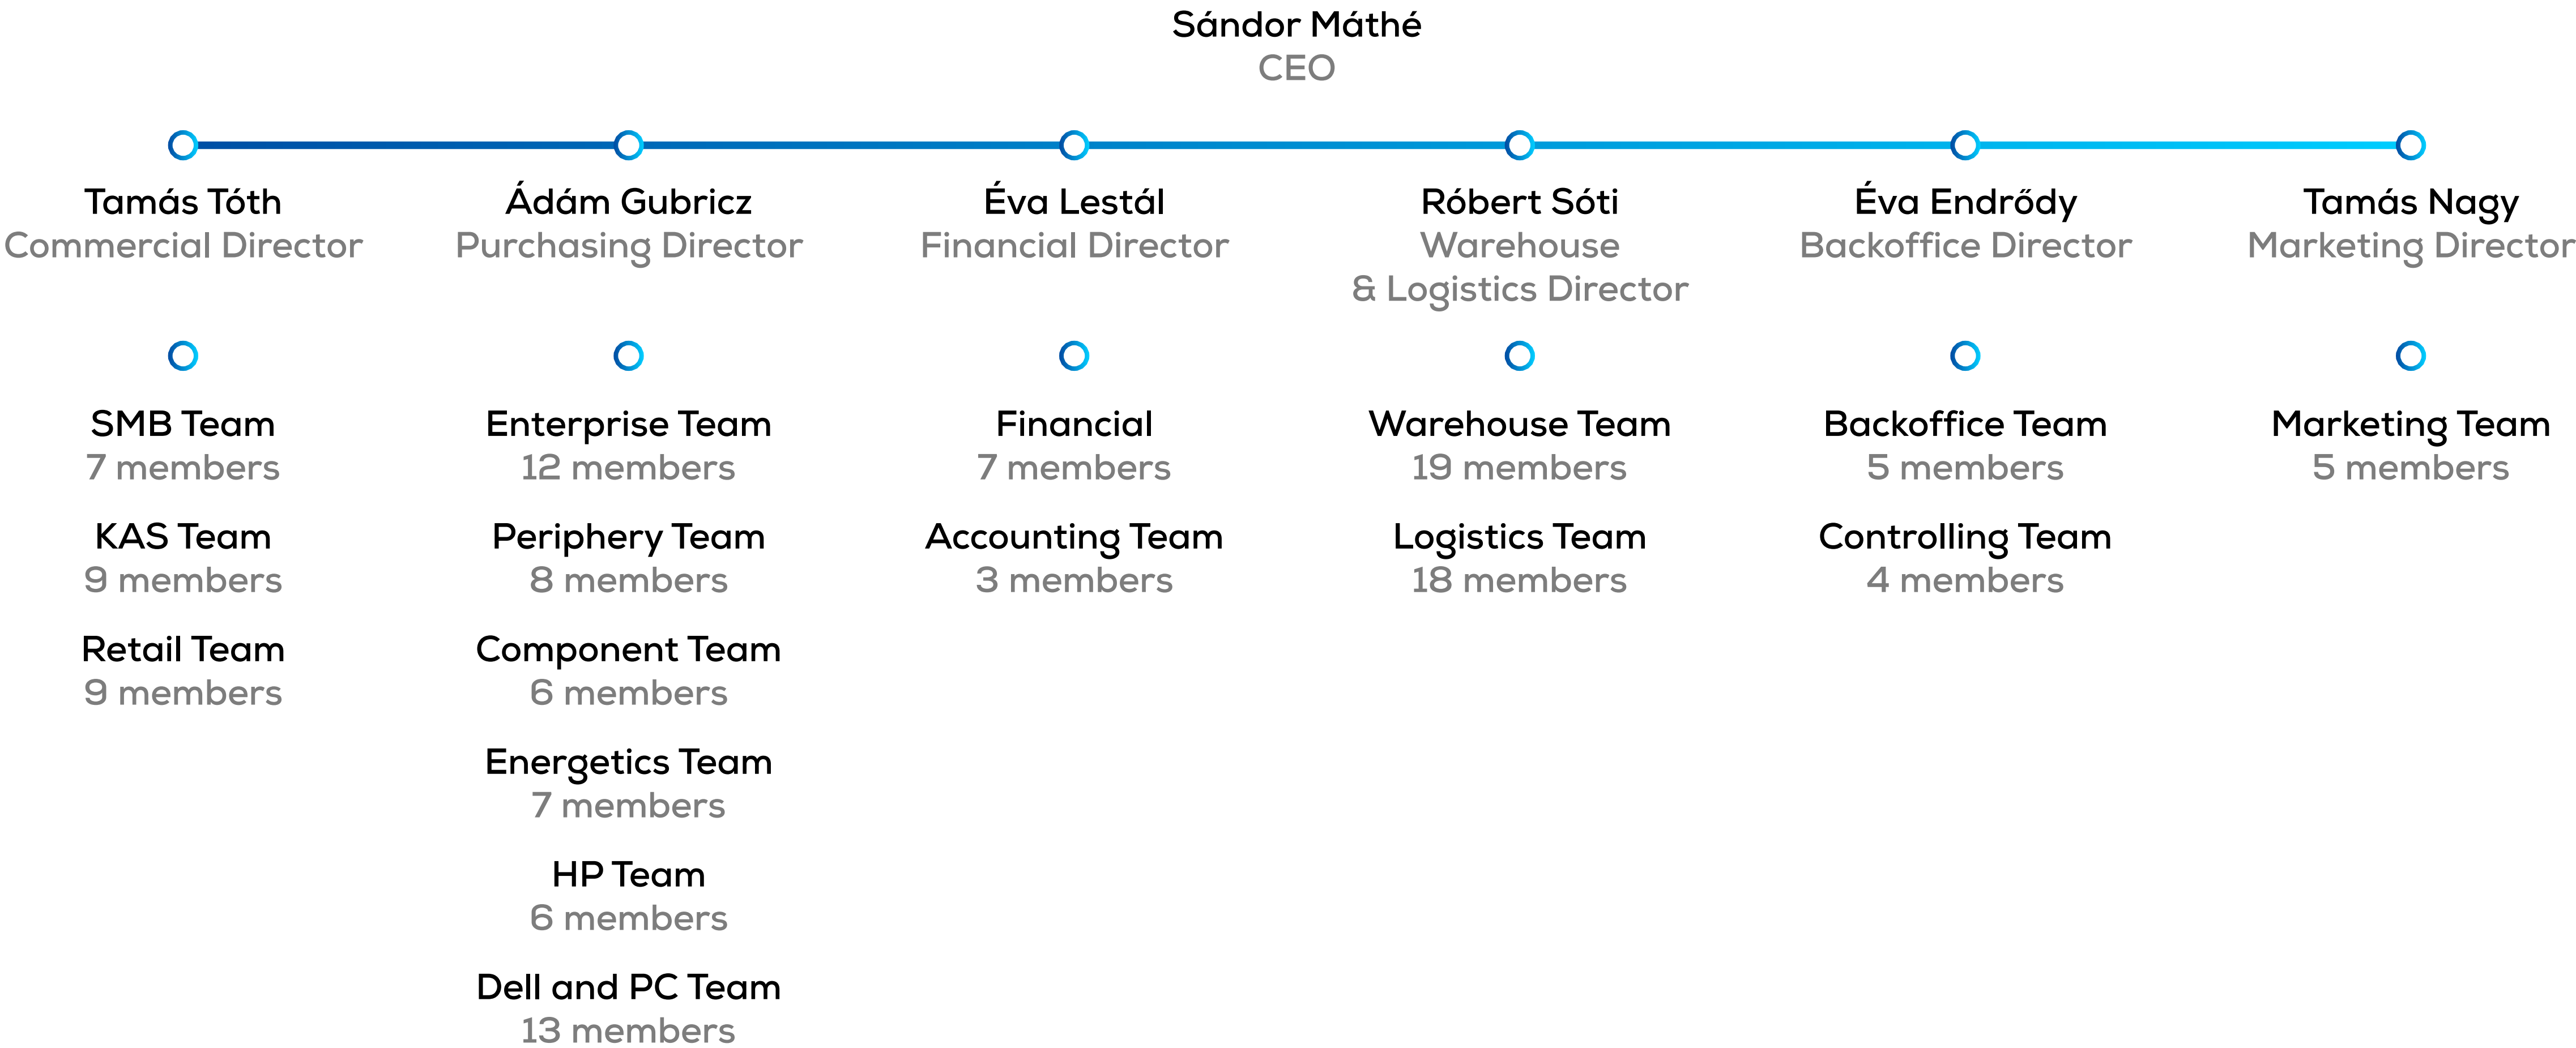 Sándor Máthé
CEO
Tamás Tóth
Commercial Director
Ádám Gubricz
Purchasing Director
Éva Lestál
Financial Director
Róbert Sóti
Warehouse
& Logistics Director
Éva Endrődy
Backoffice Director
Tamás Nagy
Marketing Director
SMB Team
7 members
KAS Team
9 members
Retail Team
9 members
Enterprise Team
12 members
Periphery Team
8 members
Component Team
6 members
Energetics Team
7 members
HP Team
6 members
Dell and PC Team
13 members
Financial
7 members
Accounting Team
3 members
Warehouse Team
19 members
Logistics Team
18 members
Backoffice Team
5 members
Controlling Team
4 members
Marketing Team
5 members